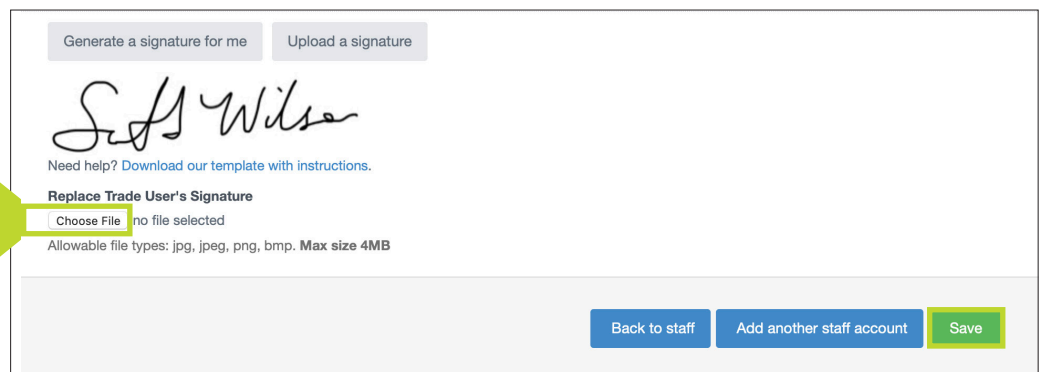 Generate a signature for me Upload a signature
Wilson
Need help? Download our template with instructions.
Replace Trade User's Signature
Choose File no file selected
Allowable file types: jpg, jpeg, png, bmp. Max size 4MB
Back to staff Add another staff account Save